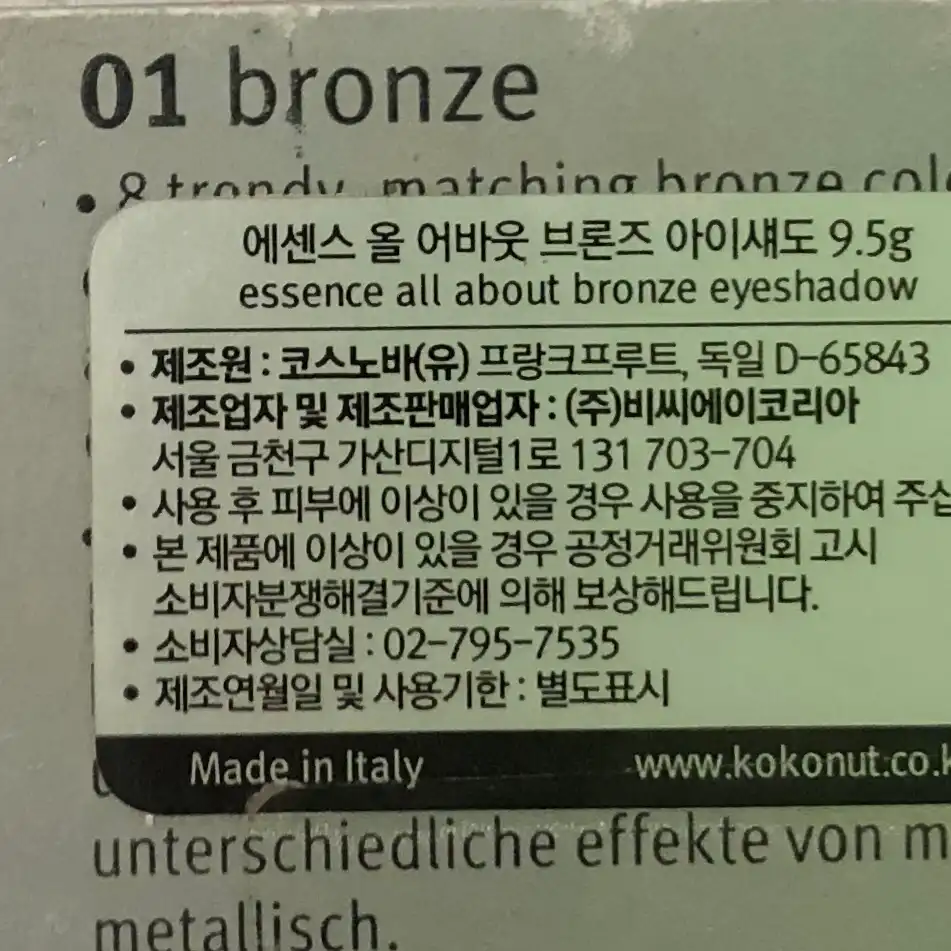 01 bronze
• 8 trendy, matching bronze
에센스 올 어바웃 브론즈 아이섀도 9.5g
essence all about bronze eyeshadow
• 제조원 : 코스노바(유) 프랑크프루트, 독일 D-65843
• 제조업자 및 제조판매업자 : (주)비씨에이코리아
서울 금천구 가산디지털1로 131 703-704
• 사용 후 피부에 이상이 있을 경우 사용을 중지하여
• 본 제품에 이상이 있을 경우 공정거래위원회 고시
소비자분쟁해결기준에 의해 보상해드립니다.
• 소비자상담실 : 02-795-7535
• 제조연월일 및 사용기한 : 별도표시
Made in Italy www.kokonut.co.k
unterschiedliche effekte von
metallisch.